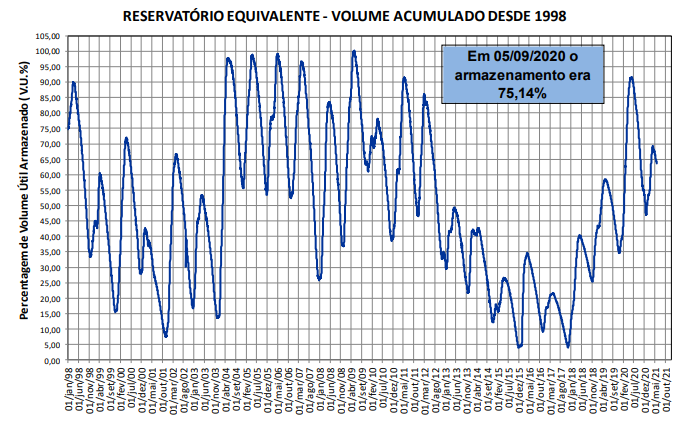 RESERVATÓRIO EQUIVALENTE - VOLUME ACUMULADO DESDE 1998
Em 05/09/2020 o
armazenamento era
75,14%
Percentagem de Volume Útil Armazenado ( V.U.%)
105,00
100,00
95,00
90,00
85,00
80,00
75,00
70,00
65,00
60,00
55,00
50,00
45,00
40,00
35,00
30,00
25,00
20,00
15,00
10,00
5,00
0,00
01/jan/98
01/jun/98
01/nov/98
01/abr/99
01/set/99
01/fev/00
01/jul/00
01/dez/00
01/mai/01
01/out/01
01/mar/02
01/ago/02
01/jan/03
01/jun/03
01/nov/03
01/abr/04
01/set/04
01/fev/05
01/jul/05
01/dez/05
01/mai/06
01/out/06
01/mar/07
01/ago/07
01/jan/08
01/jun/08
01/nov/08
01/abr/09
01/set/09
01/fev/10
01/jul/10
01/dez/10
01/mai/11
01/out/11
01/mar/12
01/ago/12
01/jan/13
01/jun/13
01/nov/13
01/abr/14
01/set/14
01/fev/15
01/jul/15
01/dez/15
01/mai/16
01/out/16
01/mar/17
01/ago/17
01/jan/18
01/jun/18
01/nov/18
01/abr/19
01/set/19
01/fev/20
01/jul/20
01/dez/20
01/mai/21
01/out/21